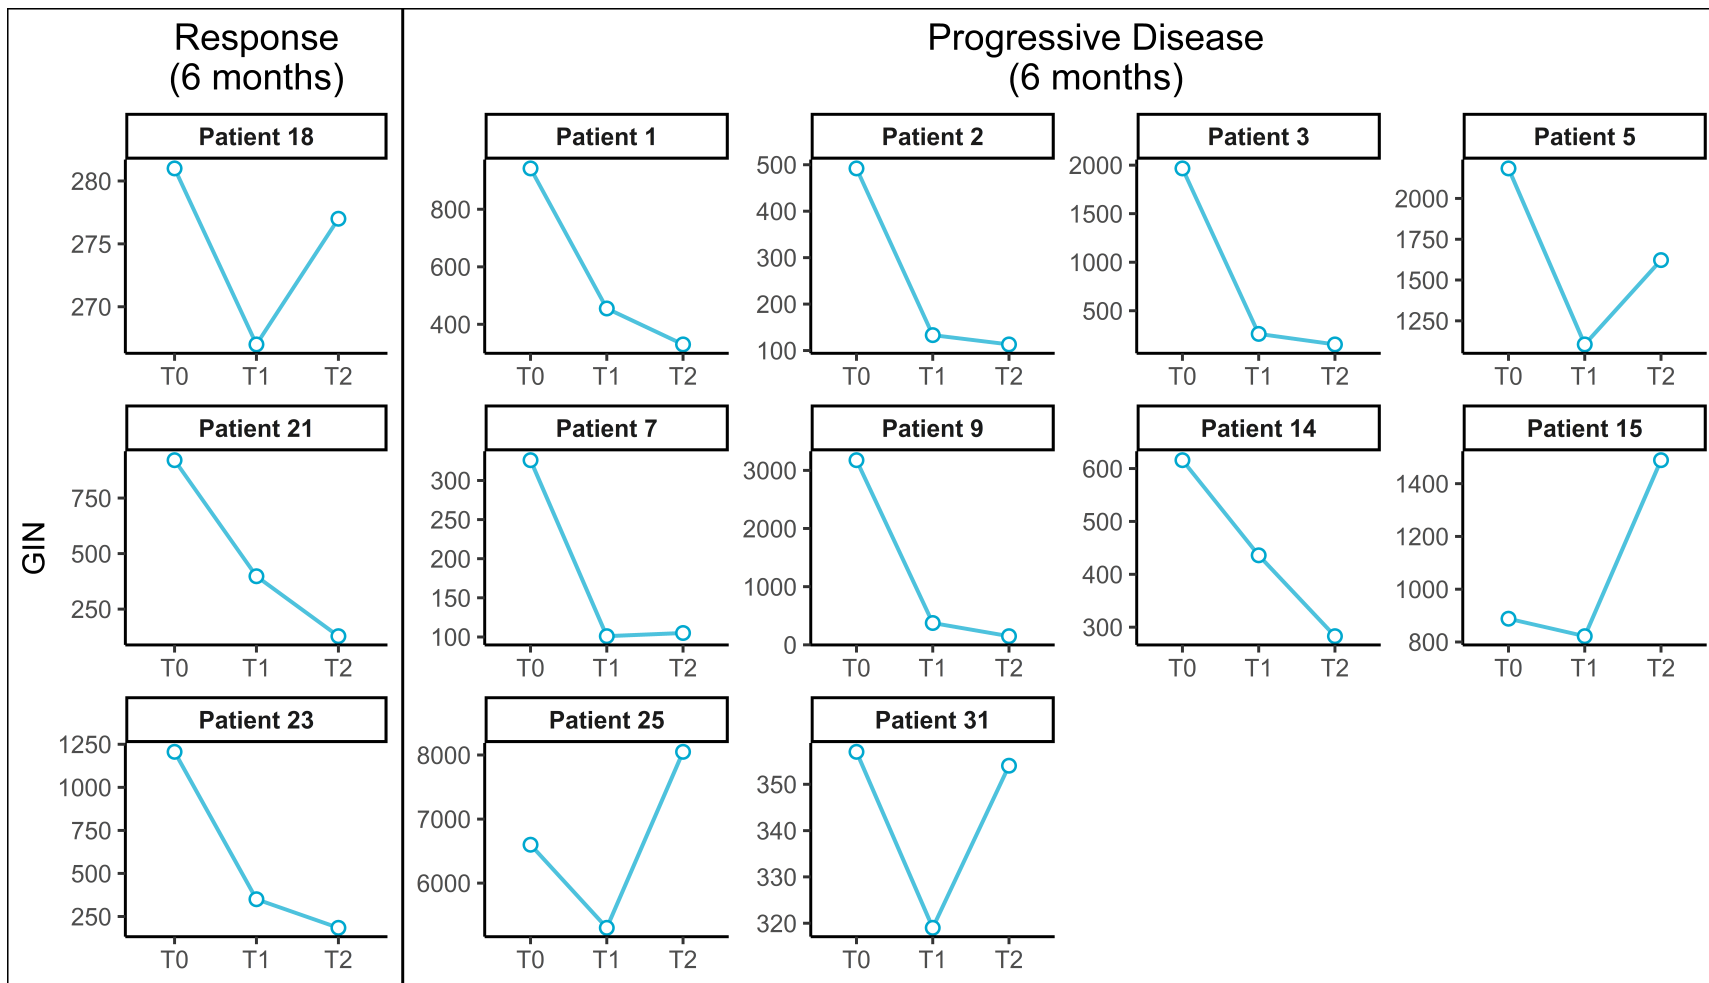 Response
(6 months)
Progressive Disease
(6 months)
GIN
Patient 18
280
275
270
T0 T1 T2
Patient 1
800
600
400
T0 T1 T2
Patient 2
500
400
300
200
100
T0 T1 T2
Patient 3
2000
1500
1000
500
T0 T1 T2
Patient 5
2000
1750
1500
1250
T0 T1 T2
Patient 21
750
500
250
T0 T1 T2
Patient 7
300
250
200
150
100
T0 T1 T2
Patient 9
3000
2000
1000
0
T0 T1 T2
Patient 14
600
500
400
300
T0 T1 T2
Patient 15
1400
1200
1000
800
T0 T1 T2
Patient 23
1250
1000
750
500
250
T0 T1 T2
Patient 25
8000
7000
6000
T0 T1 T2
Patient 31
350
340
330
320
T0 T1 T2